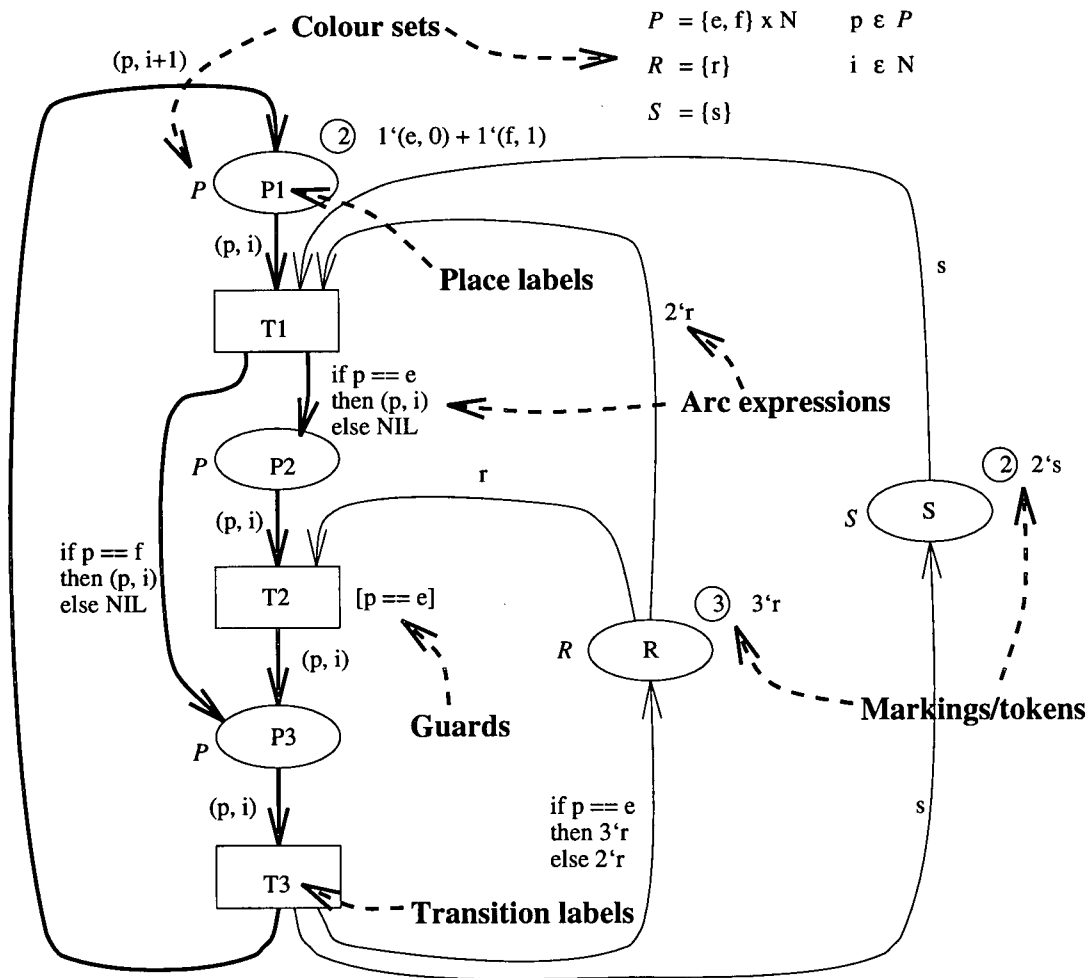 Colour sets
P = {e, f} x N p ε P
(p, i+1)
R = {r} i ε N
S = {s}
2 1‘(e, 0) + 1‘(f, 1)
P P1
(p, i)
s
Place labels
T1
2‘r
if p == e
then (p, i)
else NIL
Arc expressions
P P2
r
2 2‘s
S S
(p, i)
if p == f
then (p, i)
else NIL
T2 [p == e]
3 3‘r
R R
(p, i)
Guards
Markings/tokens
P P3
(p, i)
if p == e
then 3‘r
else 2‘r
s
T3
Transition labels